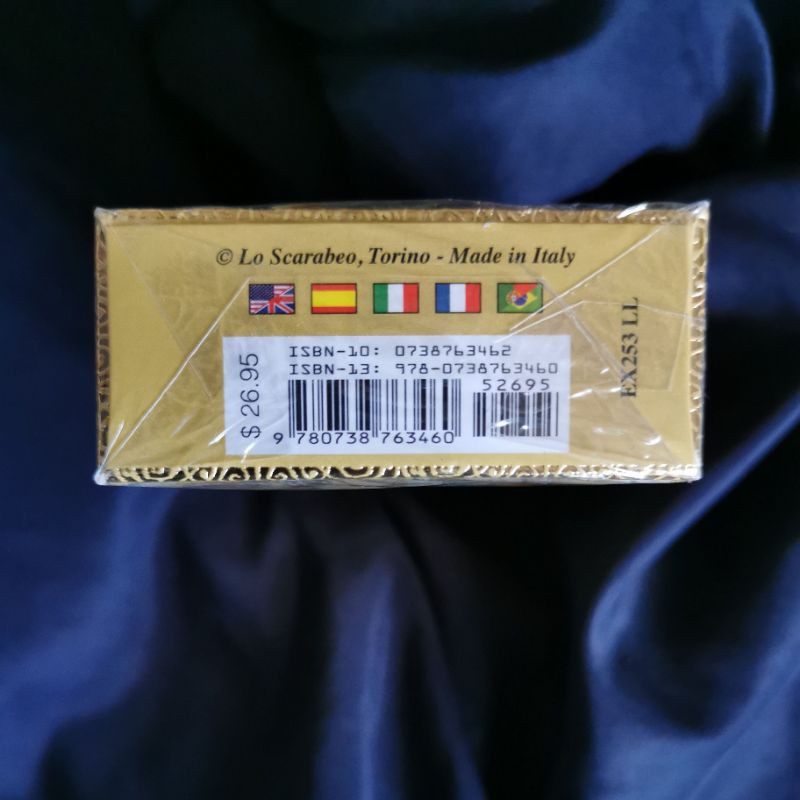 © Lo Scarabeo, Torino - Made in Italy
ISBN-10: 0738763462
ISBN-13: 978-0738763460
52695
$ 26.95
9 780738 763460
EX253 LL